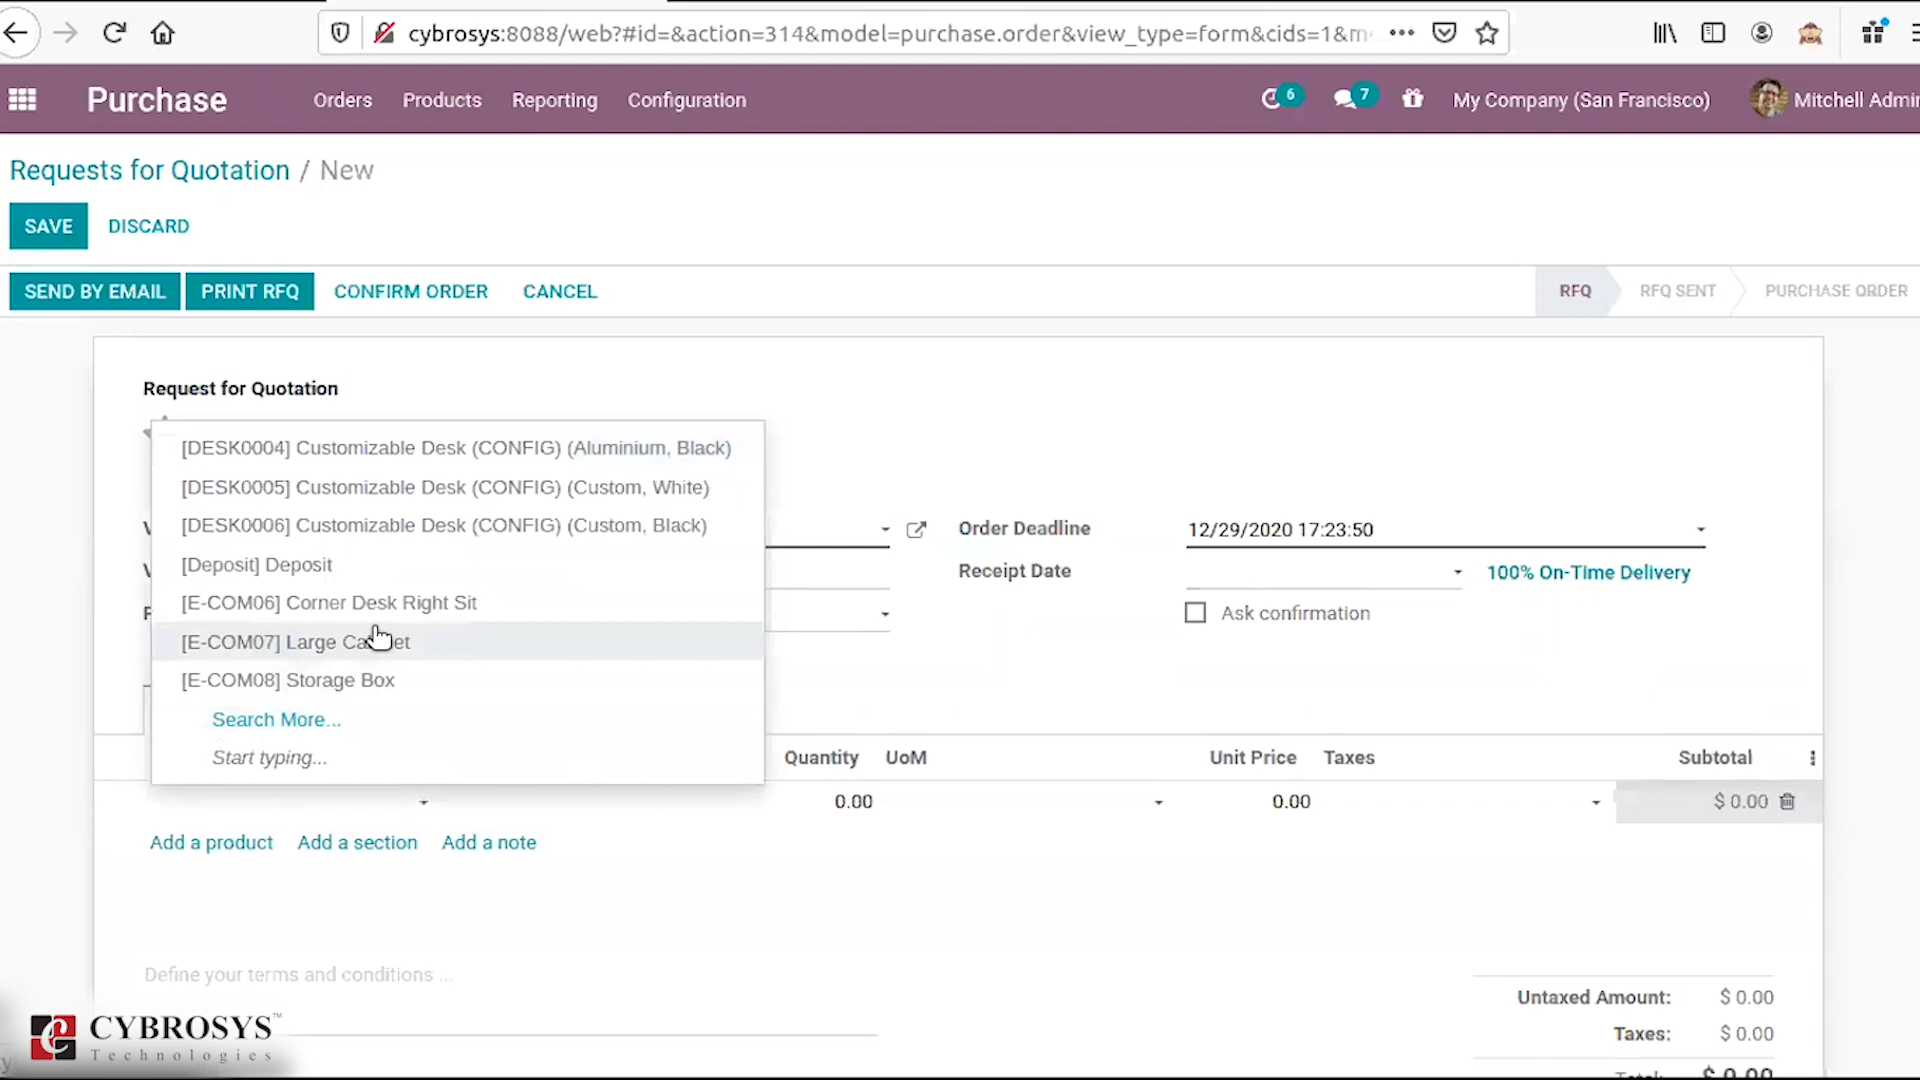 cybrosys:8088/web?#id=&action=314&model=purchase.order&view_type=form&cids=1&m
Purchase
Orders
Products
Reporting
Configuration
6
7
My Company (San Francisco)
Mitchell Admin
Requests for Quotation / New
SAVE
DISCARD
SEND BY EMAIL
PRINT RFQ
CONFIRM ORDER
CANCEL
RFQ
RFQ SENT
PURCHASE ORDER
Request for Quotation
[DESK0004] Customizable Desk (CONFIG) (Aluminium, Black)
[DESK0005] Customizable Desk (CONFIG) (Custom, White)
[DESK0006] Customizable Desk (CONFIG) (Custom, Black)
[Deposit] Deposit
[E-COM06] Corner Desk Right Sit
[E-COM07] Large
[E-COM08] Storage Box
Search More...
Start typing...
Order Deadline
12/29/2020 17:23:50
Receipt Date
100% On-Time Delivery
Ask confirmation
Quantity
UoM
Unit Price
Taxes
Subtotal
0.00
0.00
$ 0.00
Add a product
Add a section
Add a note
Define your terms and conditions ...
Untaxed Amount:
$ 0.00
Taxes:
$ 0.00
Total:
$ 0.00
CYBROSYS™
Technologies